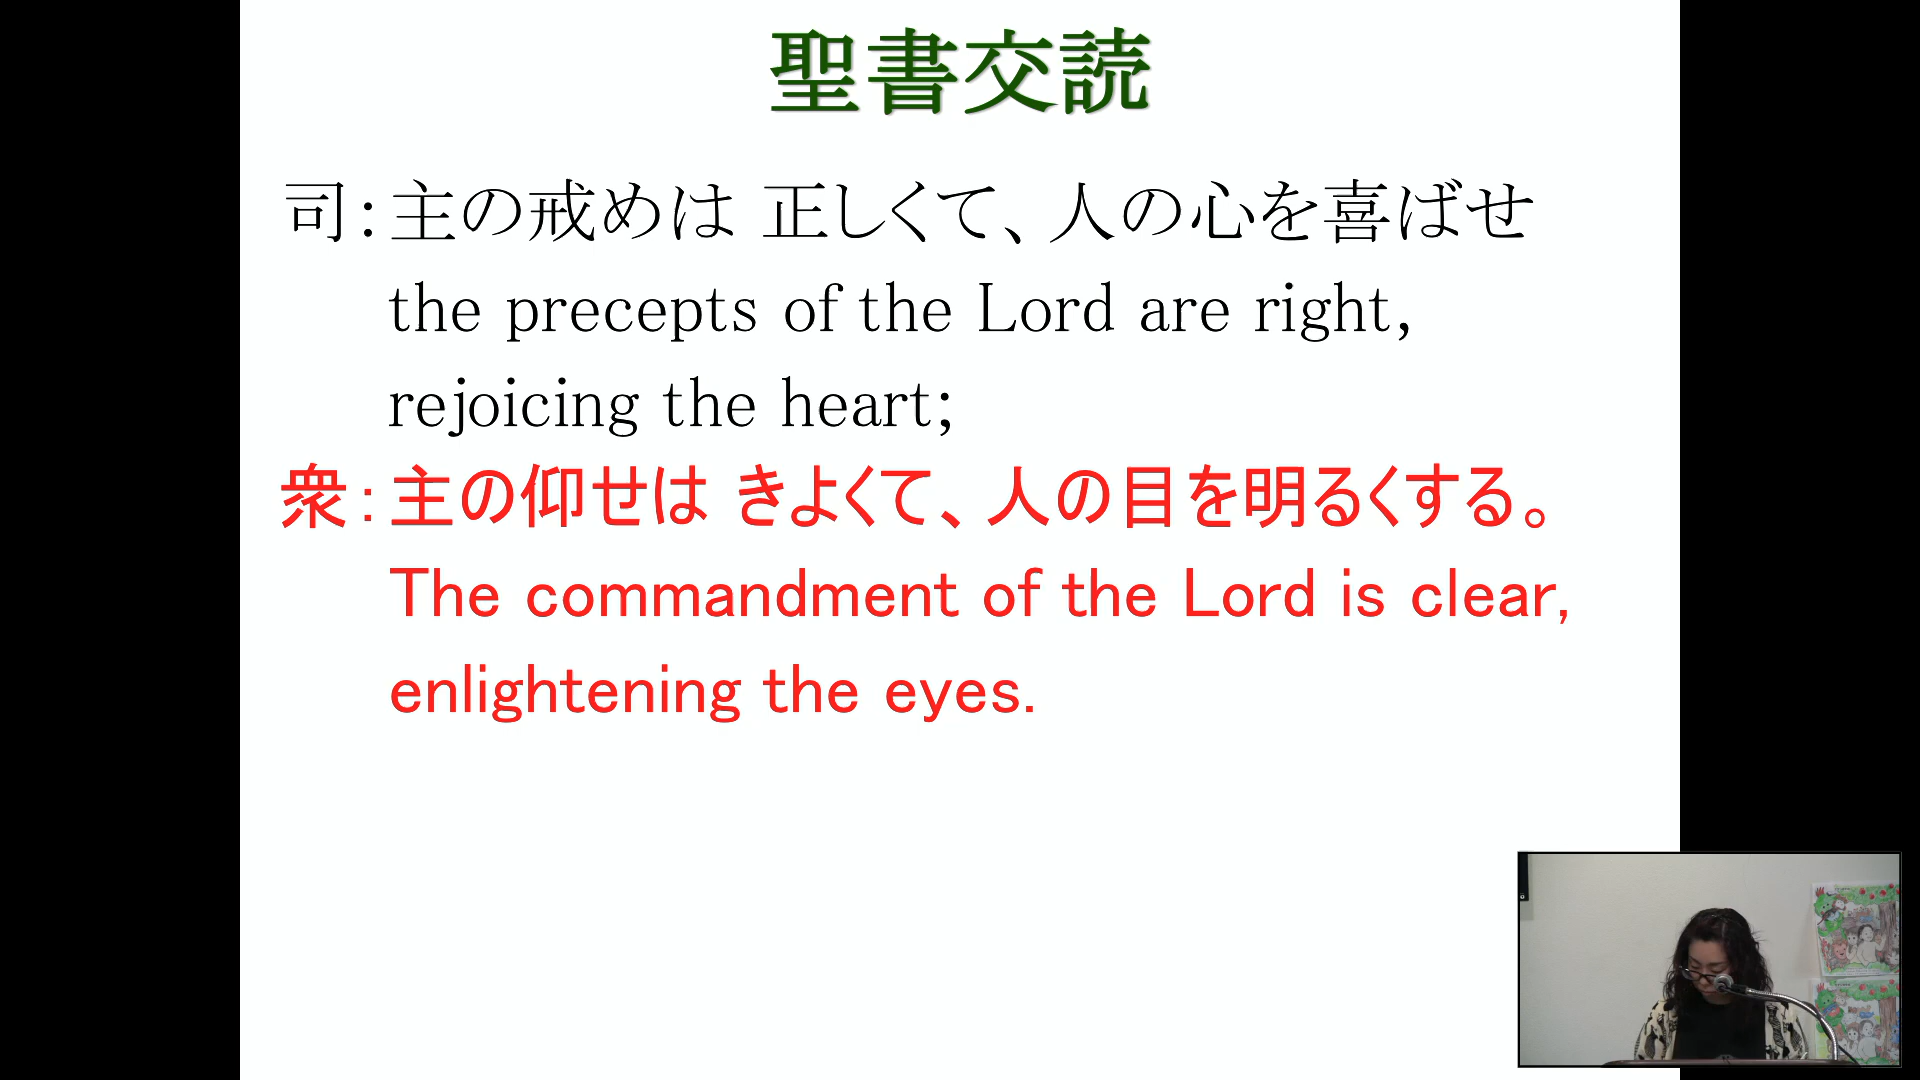 聖書交読
司：主の戒めは 正しくて、人の心を喜ばせ
the precepts of the Lord are right,
rejoicing the heart;
衆：主の仰せは きよくて、人の目を明るくする。
The commandment of the Lord is clear,
enlightening the eyes.